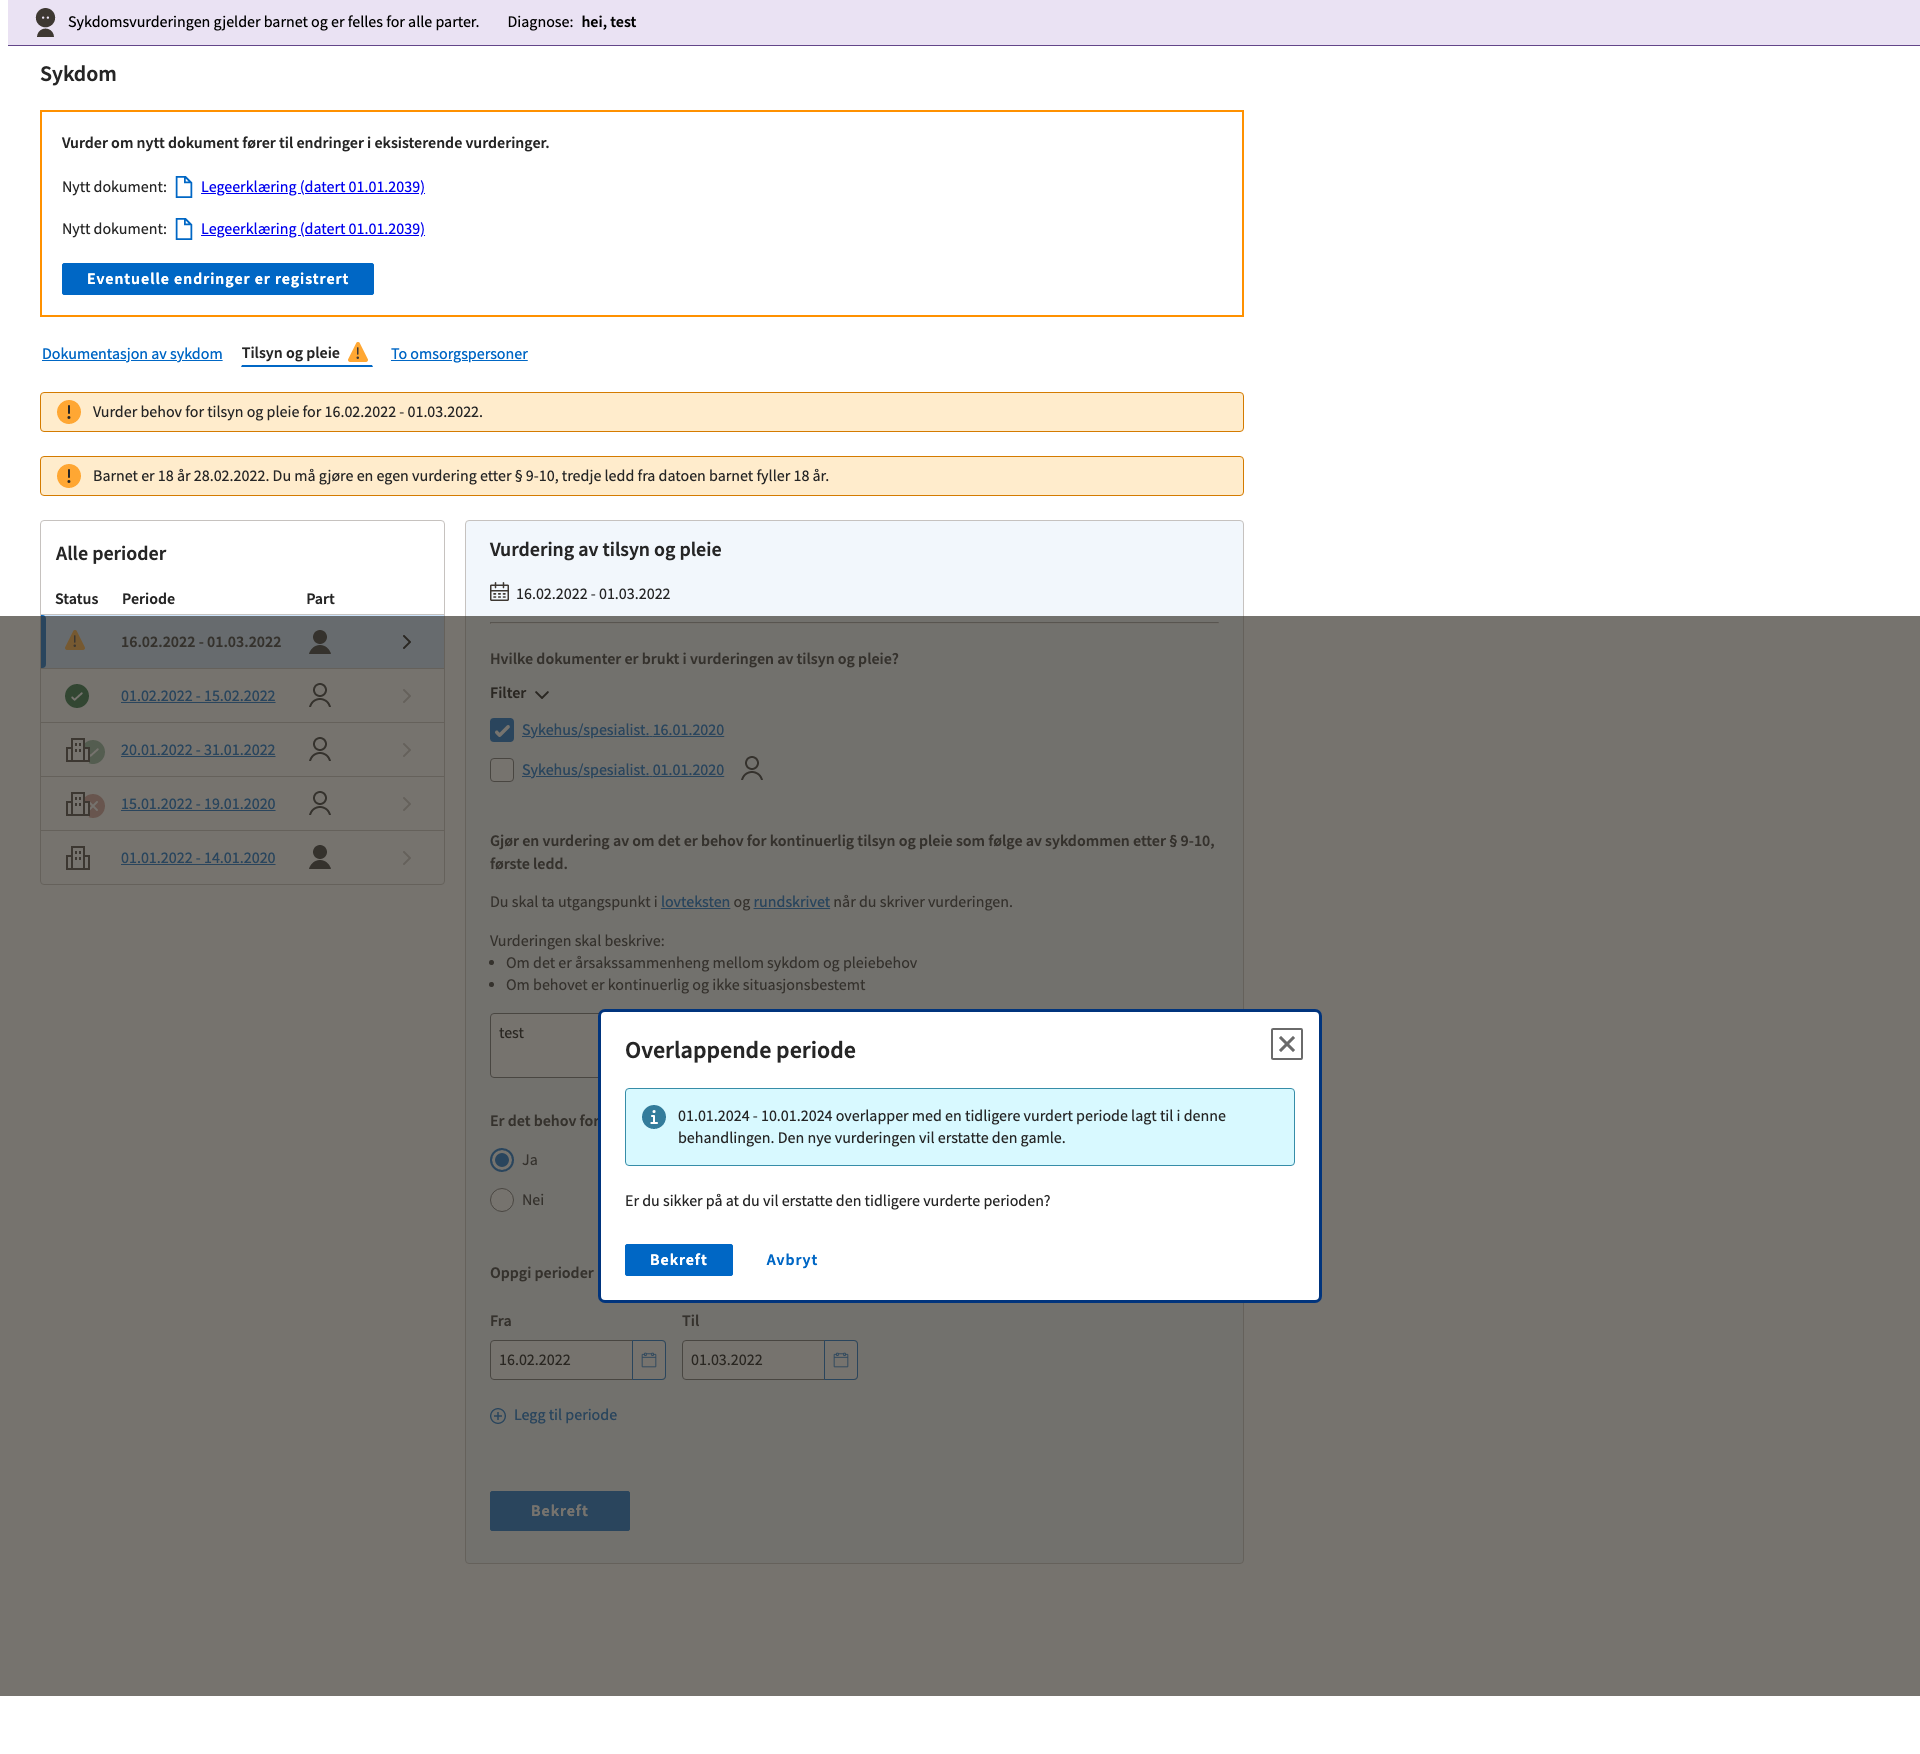 Sykdomsvurderingen gjelder barnet og er felles for alle parter. Diagnose: hei, test
Sykdom
Vurder om nytt dokument fører til endringer i eksisterende vurderinger.
Nytt dokument: Legeerklæring (datert 01.01.2039)
Nytt dokument: Legeerklæring (datert 01.01.2039)
Eventuelle endringer er registrert
Dokumentasjon av sykdom Tilsyn og pleie To omsorgspersoner
Vurder behov for tilsyn og pleie for 16.02.2022 - 01.03.2022.
Barnet er 18 år 28.02.2022. Du må gjøre en egen vurdering etter § 9-10, tredje ledd fra datoen barnet fyller 18 år.
Alle perioder
Status Periode Part
16.02.2022 - 01.03.2022
01.02.2022 - 15.02.2022
20.01.2022 - 31.01.2022
15.01.2022 - 19.01.2020
01.01.2022 - 14.01.2020
Vurdering av tilsyn og pleie
16.02.2022 - 01.03.2022
Hvilke dokumenter er brukt i vurderingen av tilsyn og pleie?
Filter
Sykehus/spesialist. 16.01.2020
Sykehus/spesialist. 01.01.2020
Gjør en vurdering av om det er behov for kontinuerlig tilsyn og pleie som følge av sykdommen etter § 9-10,
første ledd.
Du skal ta utgangspunkt i lovteksten og rundskrivet når du skriver vurderingen.
Vurderingen skal beskrive:
• Om det er årsakssammenheng mellom sykdom og pleiebehov
• Om behovet er kontinuerlig og ikke situasjonsbestemt
test
Er det behov for
Ja
Nei
Oppgi perioder
Overlappende periode
01.01.2024 - 10.01.2024 overlapper med en tidligere vurdert periode lagt til i denne
behandlingen. Den nye vurderingen vil erstatte den gamle.
Er du sikker på at du vil erstatte den tidligere vurderte perioden?
Bekreft Avbryt
Fra Til
16.02.2022 01.03.2022
Legg til periode
Bekreft